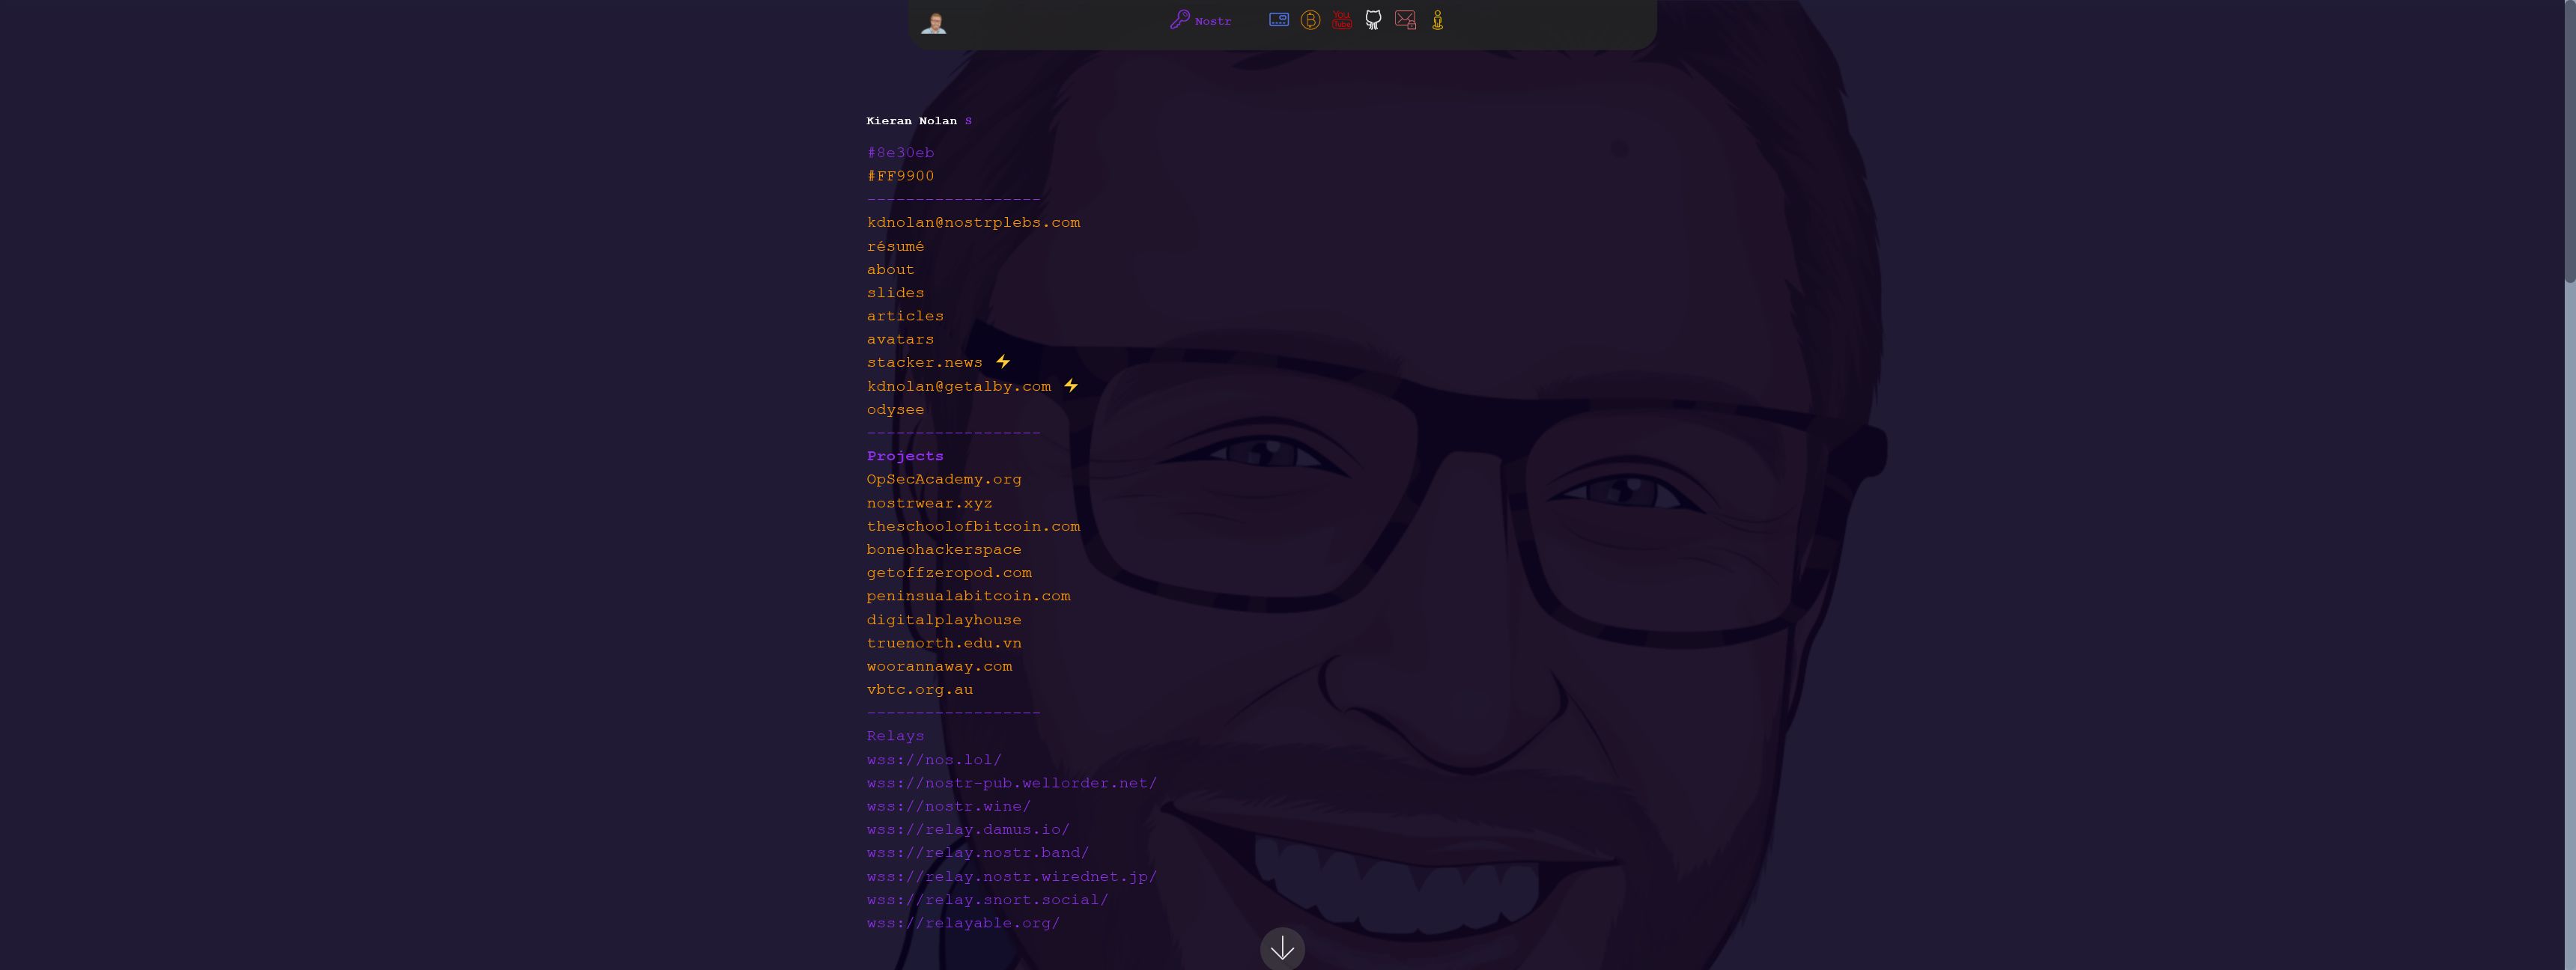 Nostr
YOU
Tube
Kieran Nolan S
#8e30eb
#FF9900
------------------
kdnolan@nostrplebs.com
résumé
about
slides
articles
avatars
stacker.news ⚡
kdnolan@getalby.com ⚡
odysee
------------------
Projects
OpSecAcademy.org
nostrwear.xyz
theschoolofbitcoin.com
boneohackerspace
getoffzeropod.com
peninsualabitcoin.com
digitalplayhouse
truenorth.edu.vn
woorannaway.com
vbtc.org.au
------------------
Relays
wss://nos.lol/
wss://nostr-pub.wellorder.net/
wss://nostr.wine/
wss://relay.damus.io/
wss://relay.nostr.band/
wss://relay.nostr.wirednet.jp/
wss://relay.snort.social/
wss://relayable.org/